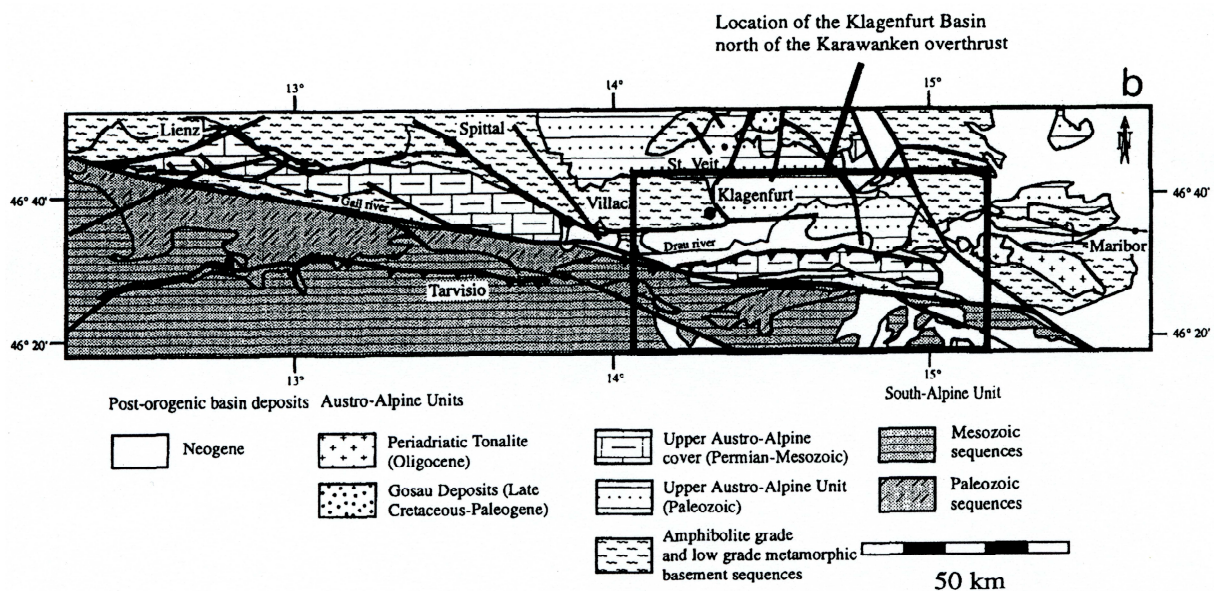 Location of the Klagenfurt Basin
north of the Karawanken overthrust
b
13°
14°
15°
Lienz
Spittal
St. Veit
46° 40'
46° 40'
Gail river
Villac
Klagenfurt
Drau river
Maribor
Tarvisio
46° 20'
46° 20'
13°
14°
15°
Post-orogenic basin deposits
Neogene
Austro-Alpine Units
Periadriatic Tonalite
(Oligocene)
Gosau Deposits (Late
Cretaceous-Paleogene)
Upper Austro-Alpine
cover (Permian-Mesozoic)
Upper Austro-Alpine Unit
(Paleozoic)
Amphibolite grade
and low grade metamorphic
basement sequences
South-Alpine Unit
Mesozoic
sequences
Paleozoic
sequences
50 km